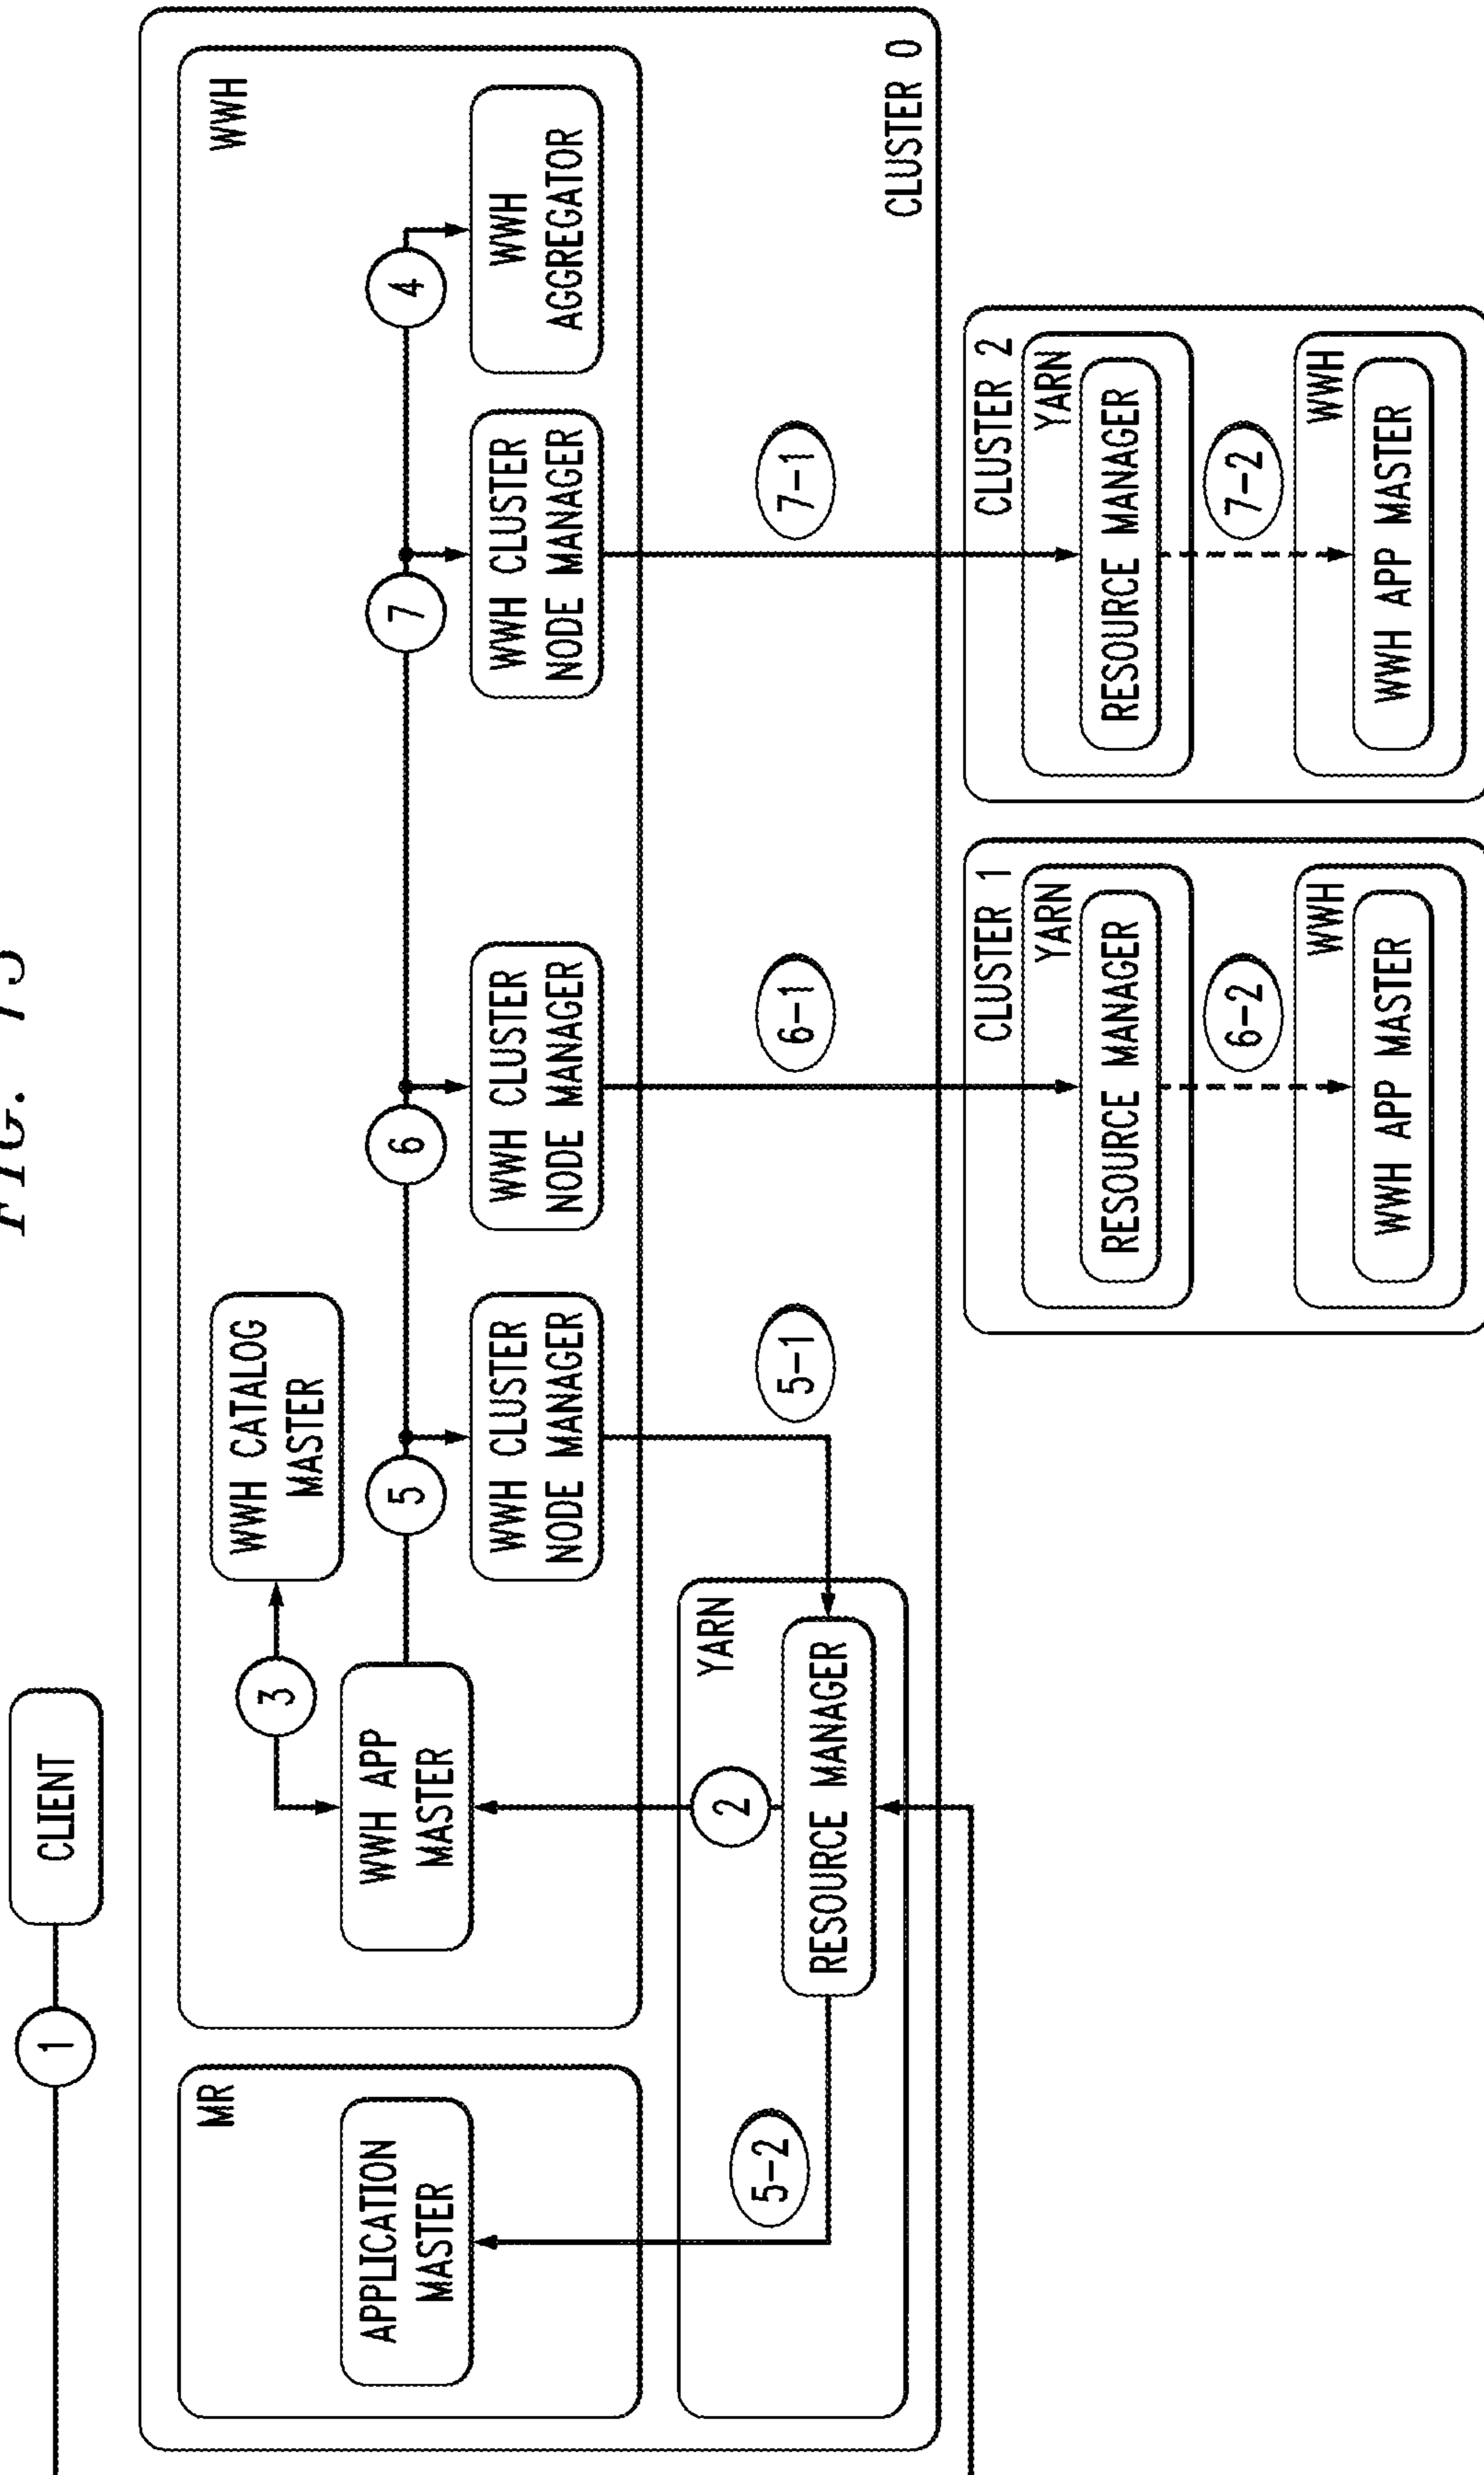 FIG.
1
CLIENT
MR
WWH
WWH CATALOG
MASTER
3
APPLICATION
MASTER
WWH APP
MASTER
5
6
7
4
WWH CLUSTER
NODE MANAGER
WWH CLUSTER
NODE MANAGER
WWH CLUSTER
NODE MANAGER
WWH
AGGREGATOR
YARN
2
5-2
RESOURCE MANAGER
5-1
6-1
7-1
CLUSTER 0
CLUSTER 1
YARN
RESOURCE MANAGER
6-2
WWH
WWH APP MASTER
CLUSTER 2
YARN
RESOURCE MANAGER
7-2
WWH
WWH APP MASTER